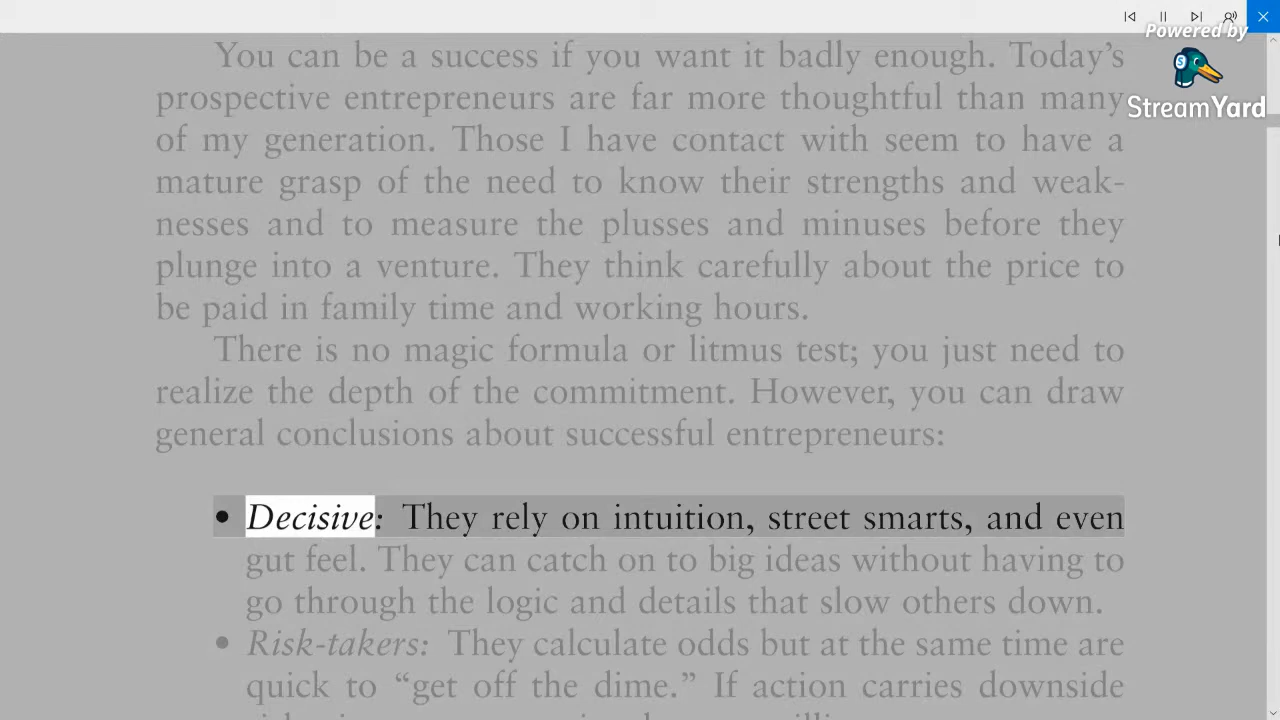 Powered by
StreamYard
You can be a success if you want it badly enough. Today’s
prospective entrepreneurs are far more thoughtful than many
of my generation. Those I have contact with seem to have a
mature grasp of the need to know their strengths and weak-
nesses and to measure the plusses and minuses before they
plunge into a venture. They think carefully about the price to
be paid in family time and working hours.
There is no magic formula or litmus test; you just need to
realize the depth of the commitment. However, you can draw
general conclusions about successful entrepreneurs:
• Decisive: They rely on intuition, street smarts, and even
gut feel. They can catch on to big ideas without having to
go through the logic and details that slow others down.
• Risk-takers: They calculate odds but at the same time are
quick to “get off the dime.” If action carries downside